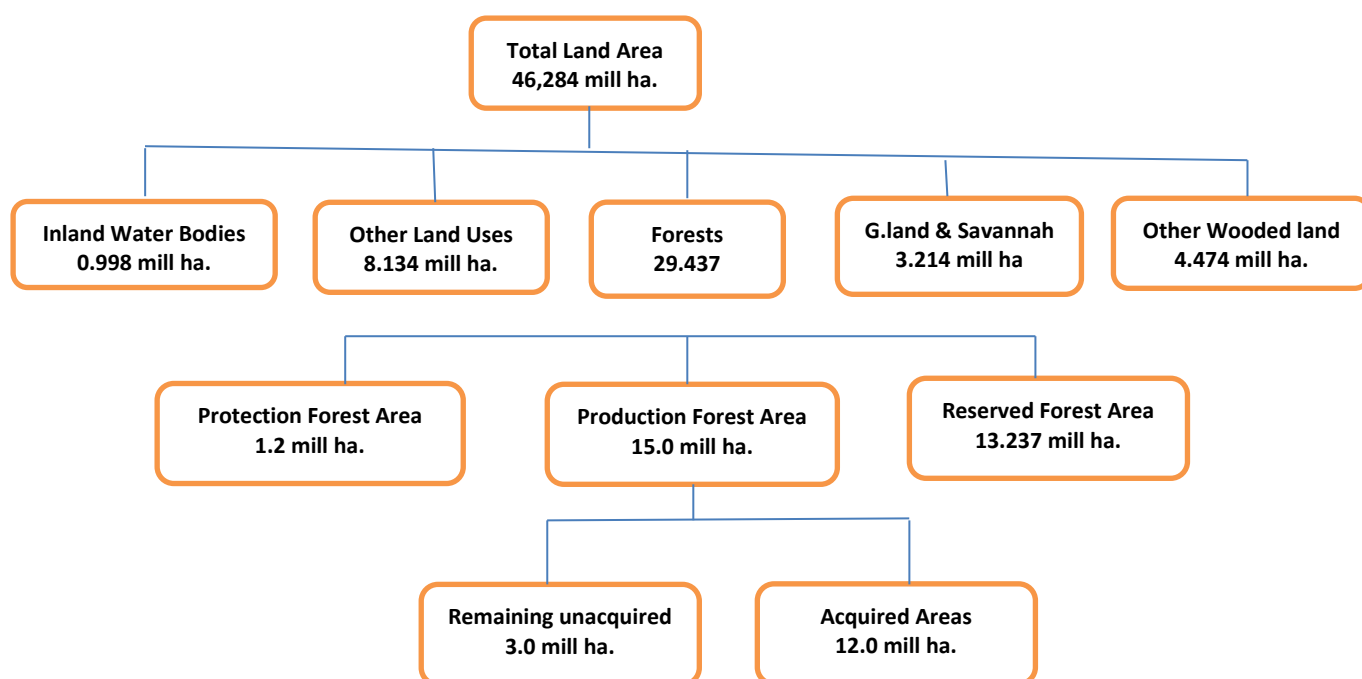 Total Land Area
46,284 mill ha.
Inland Water Bodies
0.998 mill ha.
Other Land Uses
8.134 mill ha.
Forests
29.437
G.land & Savannah
3.214 mill ha
Other Wooded land
4.474 mill ha.
Protection Forest Area
1.2 mill ha.
Production Forest Area
15.0 mill ha.
Reserved Forest Area
13.237 mill ha.
Remaining unacquired
3.0 mill ha.
Acquired Areas
12.0 mill ha.